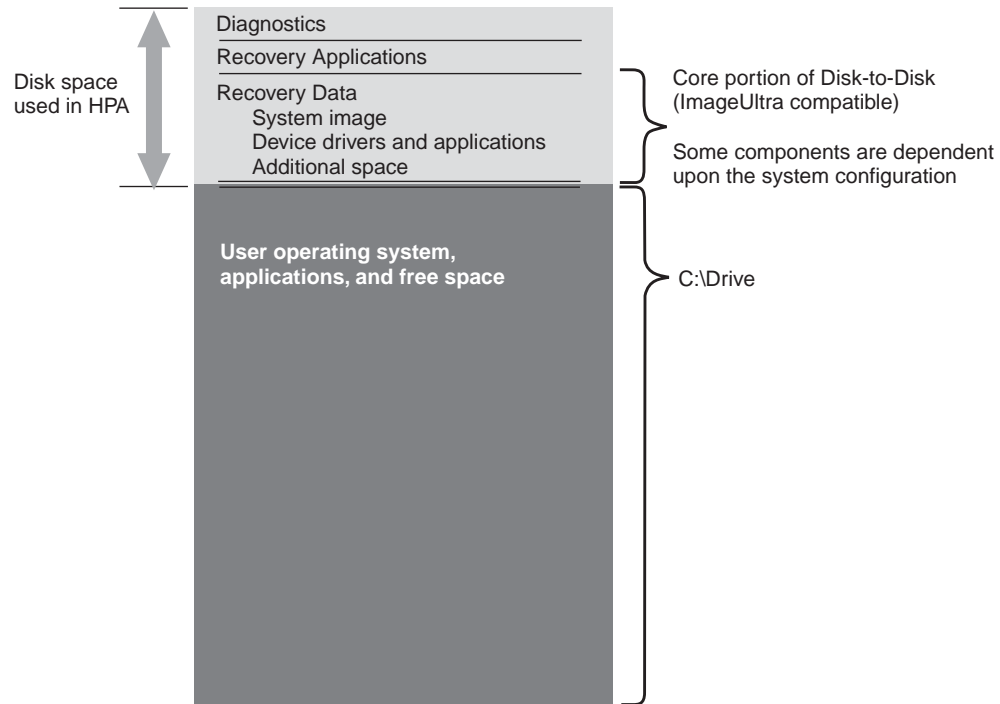 Disk space
used in HPA
Diagnostics
Recovery Applications
Recovery Data
System image
Device drivers and applications
Additional space
Core portion of Disk-to-Disk
(ImageUltra compatible)
Some components are dependent
upon the system configuration
User operating system,
applications, and free space
C:\Drive